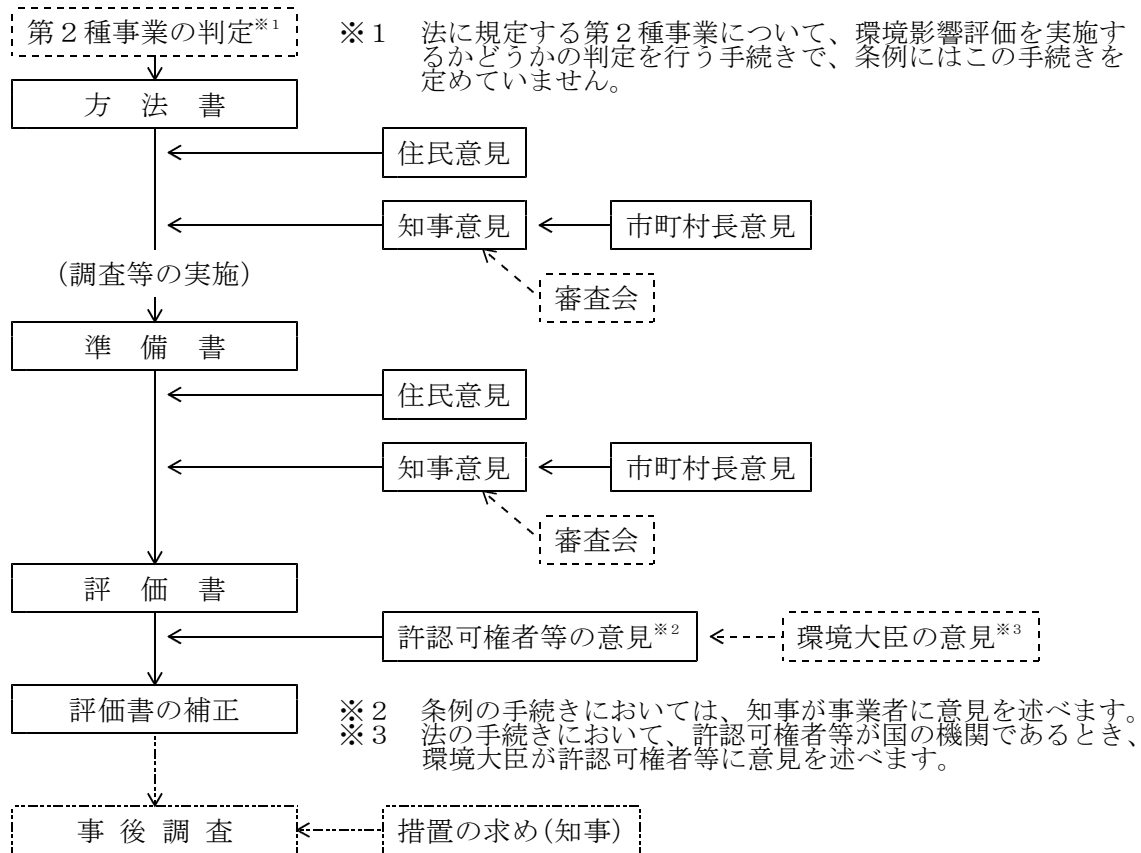 第２種事業の判定※１
※１　法に規定する第２種事業について、環境影響評価を実施す
るかどうかの判定を行う手続きで、条例にはこの手続きを
定めていません。
方　法　書
住民意見
知事意見
市町村長意見
(調査等の実施)
審査会
準　備　書
住民意見
知事意見
市町村長意見
審査会
評　価　書
許認可権者等の意見※２
環境大臣の意見※３
評価書の補正
※２　条例の手続きにおいては、知事が事業者に意見を述べます。
※３　法の手続きにおいて、許認可権者等が国の機関であるとき、
環境大臣が許認可権者等に意見を述べます。
事 後 調 査
措置の求め(知事)